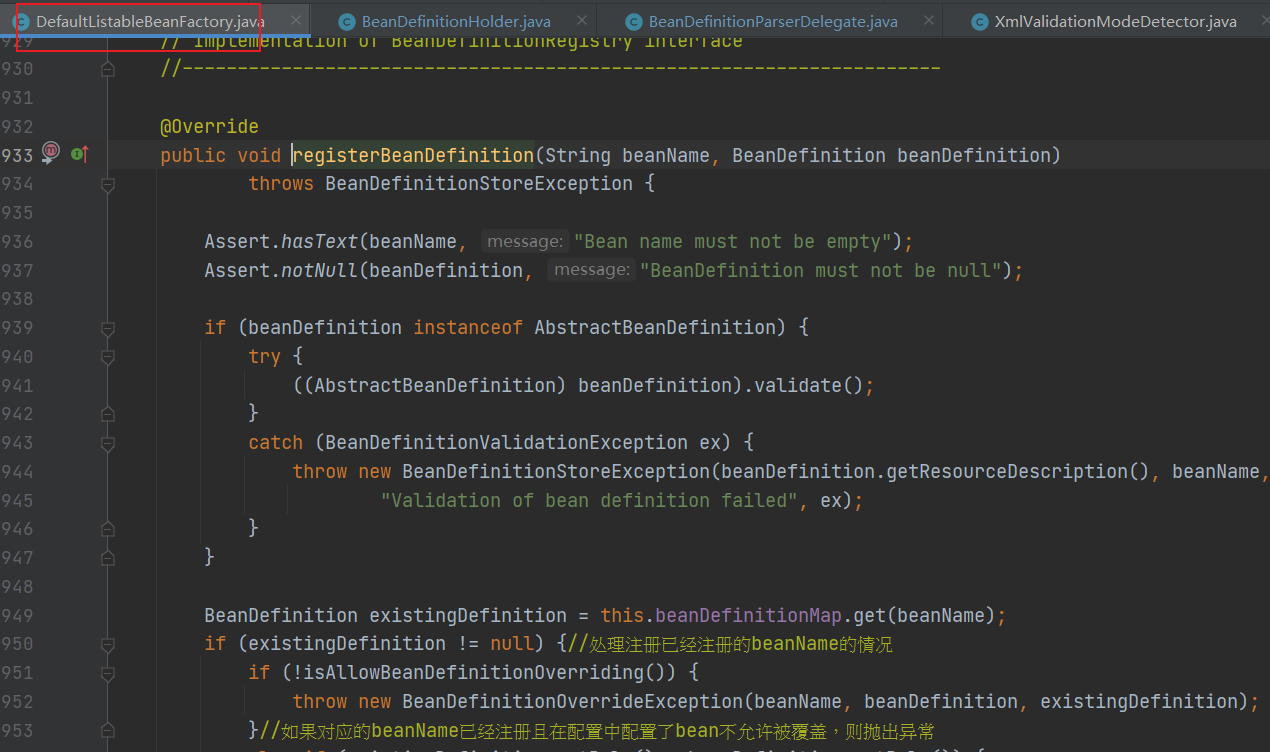 DefaultListableBeanFactory.java BeanDefinitionHolder.java BeanDefinitionParserDelegate.java XmlValidationModeDetector.java
929 // Implementation of BeanDefinitionRegistry interface
930 //---------------------------------------------------------------------
931
932 @Override
933 public void registerBeanDefinition(String beanName, BeanDefinition beanDefinition)
934 throws BeanDefinitionStoreException {
935
936 Assert.hasText(beanName, message: "Bean name must not be empty");
937 Assert.notNull(beanDefinition, message: "BeanDefinition must not be null");
938
939 if (beanDefinition instanceof AbstractBeanDefinition) {
940 try {
941 ((AbstractBeanDefinition) beanDefinition).validate();
942 }
943 catch (BeanDefinitionValidationException ex) {
944 throw new BeanDefinitionStoreException(beanDefinition.getResourceDescription(), beanName,
945 "Validation of bean definition failed", ex);
946 }
947 }
948
949 BeanDefinition existingDefinition = this.beanDefinitionMap.get(beanName);
950 if (existingDefinition != null) {//处理注册已经注册的beanName的情况
951 if (!isAllowBeanDefinitionOverriding()) {
952 throw new BeanDefinitionOverrideException(beanName, beanDefinition, existingDefinition);
953 }//如果对应的beanName已经注册且在配置中配置了bean不允许被覆盖，则抛出异常